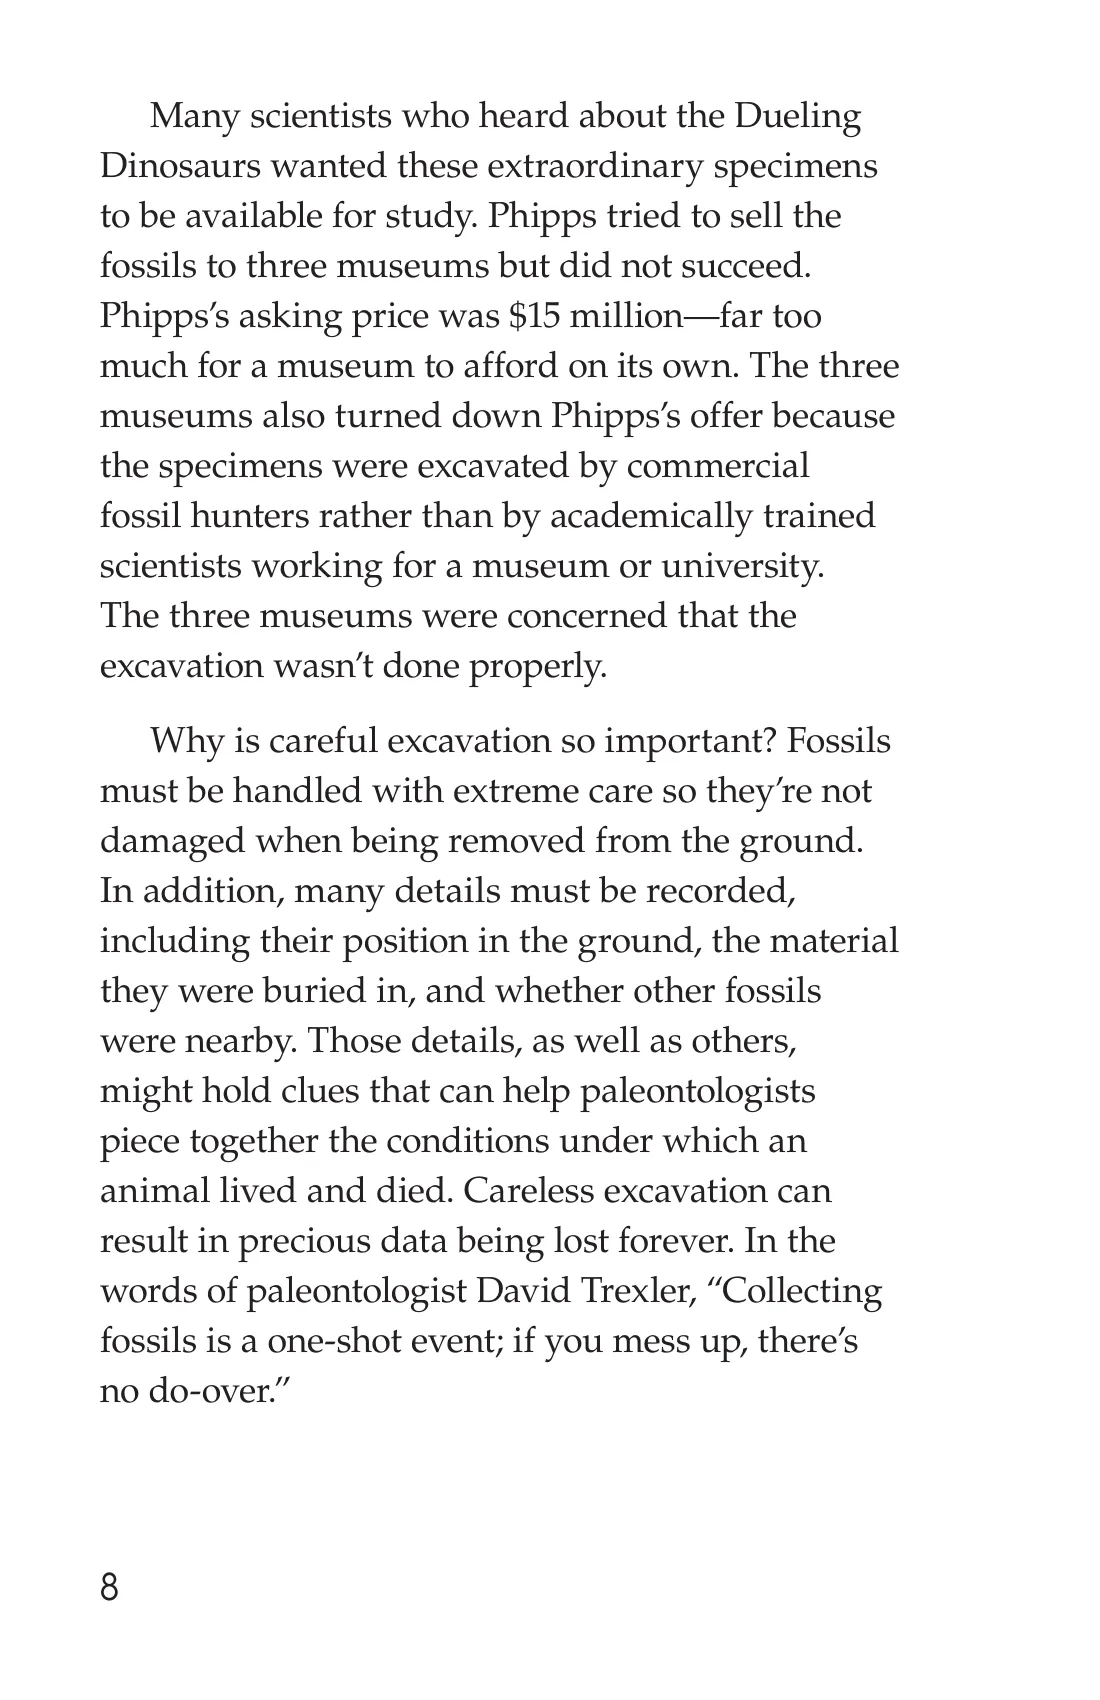 Many scientists who heard about the Dueling
Dinosaurs wanted these extraordinary specimens
to be available for study. Phipps tried to sell the
fossils to three museums but did not succeed.
Phipps’s asking price was $15 million—far too
much for a museum to afford on its own. The three
museums also turned down Phipps’s offer because
the specimens were excavated by commercial
fossil hunters rather than by academically trained
scientists working for a museum or university.
The three museums were concerned that the
excavation wasn’t done properly.
Why is careful excavation so important? Fossils
must be handled with extreme care so they’re not
damaged when being removed from the ground.
In addition, many details must be recorded,
including their position in the ground, the material
they were buried in, and whether other fossils
were nearby. Those details, as well as others,
might hold clues that can help paleontologists
piece together the conditions under which an
animal lived and died. Careless excavation can
result in precious data being lost forever. In the
words of paleontologist David Trexler, “Collecting
fossils is a one-shot event; if you mess up, there’s
no do-over.”
8